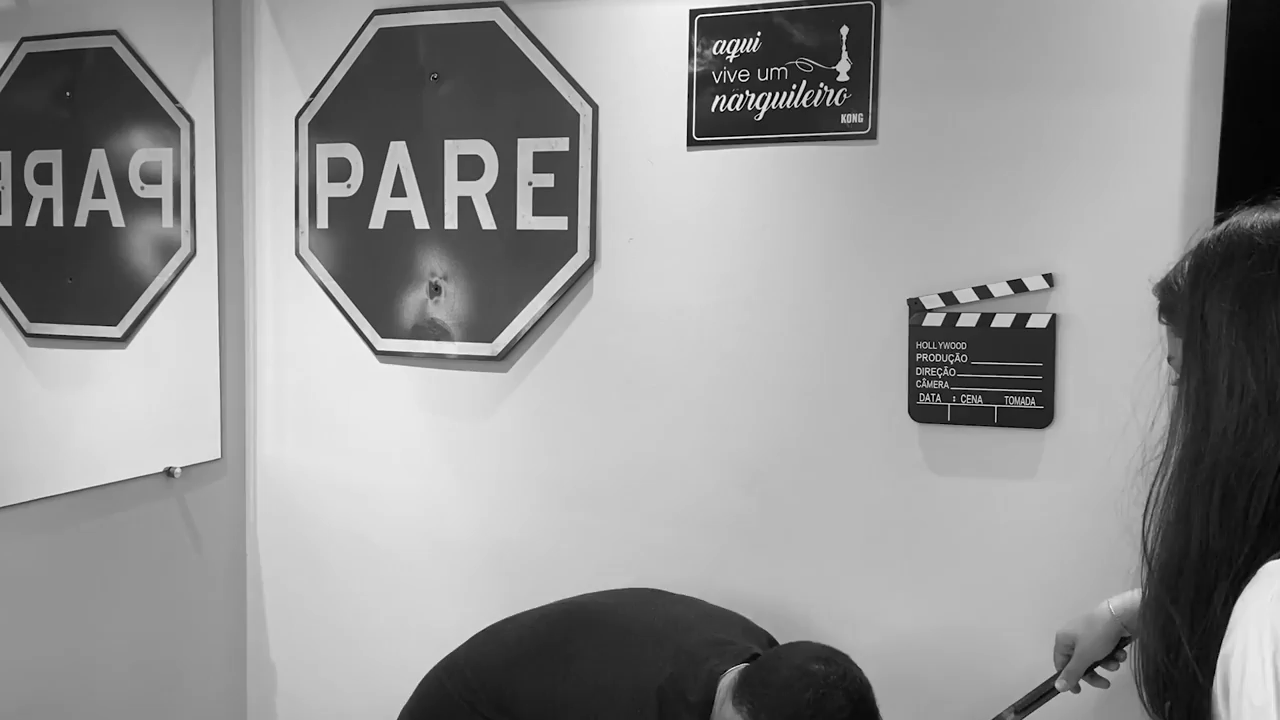 PARE
PARE
aqui
vive um
narguileiro
KONG
HOLLYWOOD
PRODUÇÃO
DIREÇÃO
CÂMERA
DATA : CENA TOMADA